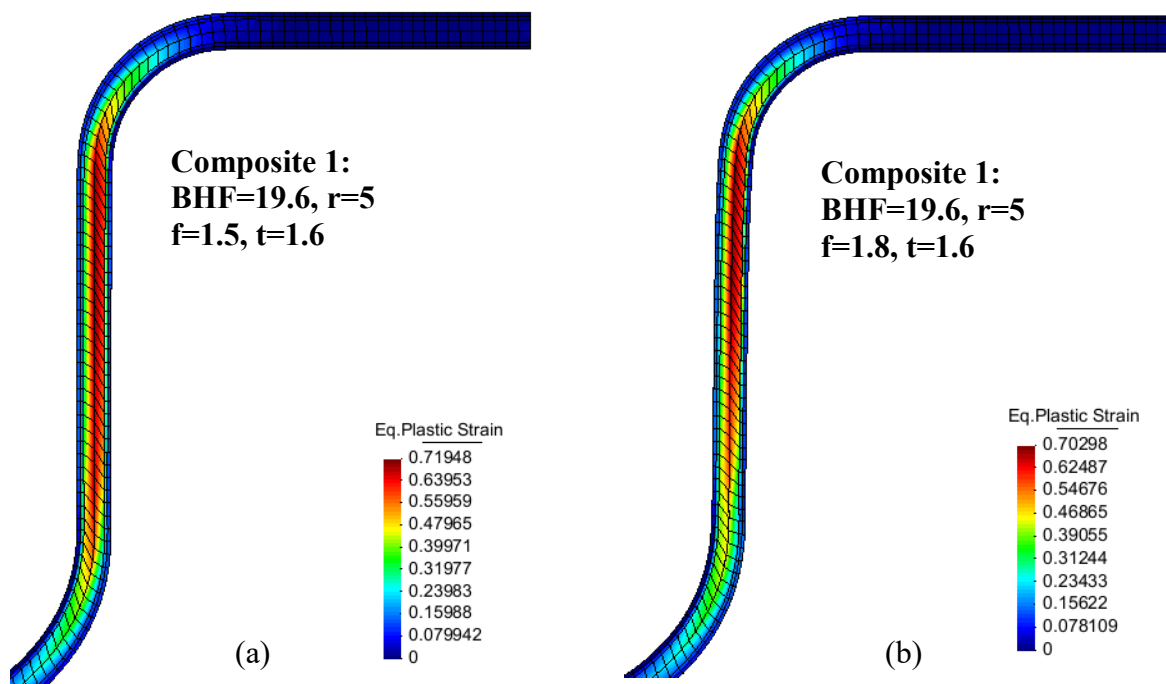 Composite 1:
BHF=19.6, r=5
f=1.5, t=1.6
Eq.Plastic Strain
0.71948
0.63953
0.55959
0.47965
0.39971
0.31977
0.23983
0.15988
0.079942
0
(a)
Composite 1:
BHF=19.6, r=5
f=1.8, t=1.6
Eq.Plastic Strain
0.70298
0.62487
0.54676
0.46865
0.39055
0.31244
0.23433
0.15622
0.078109
0
(b)